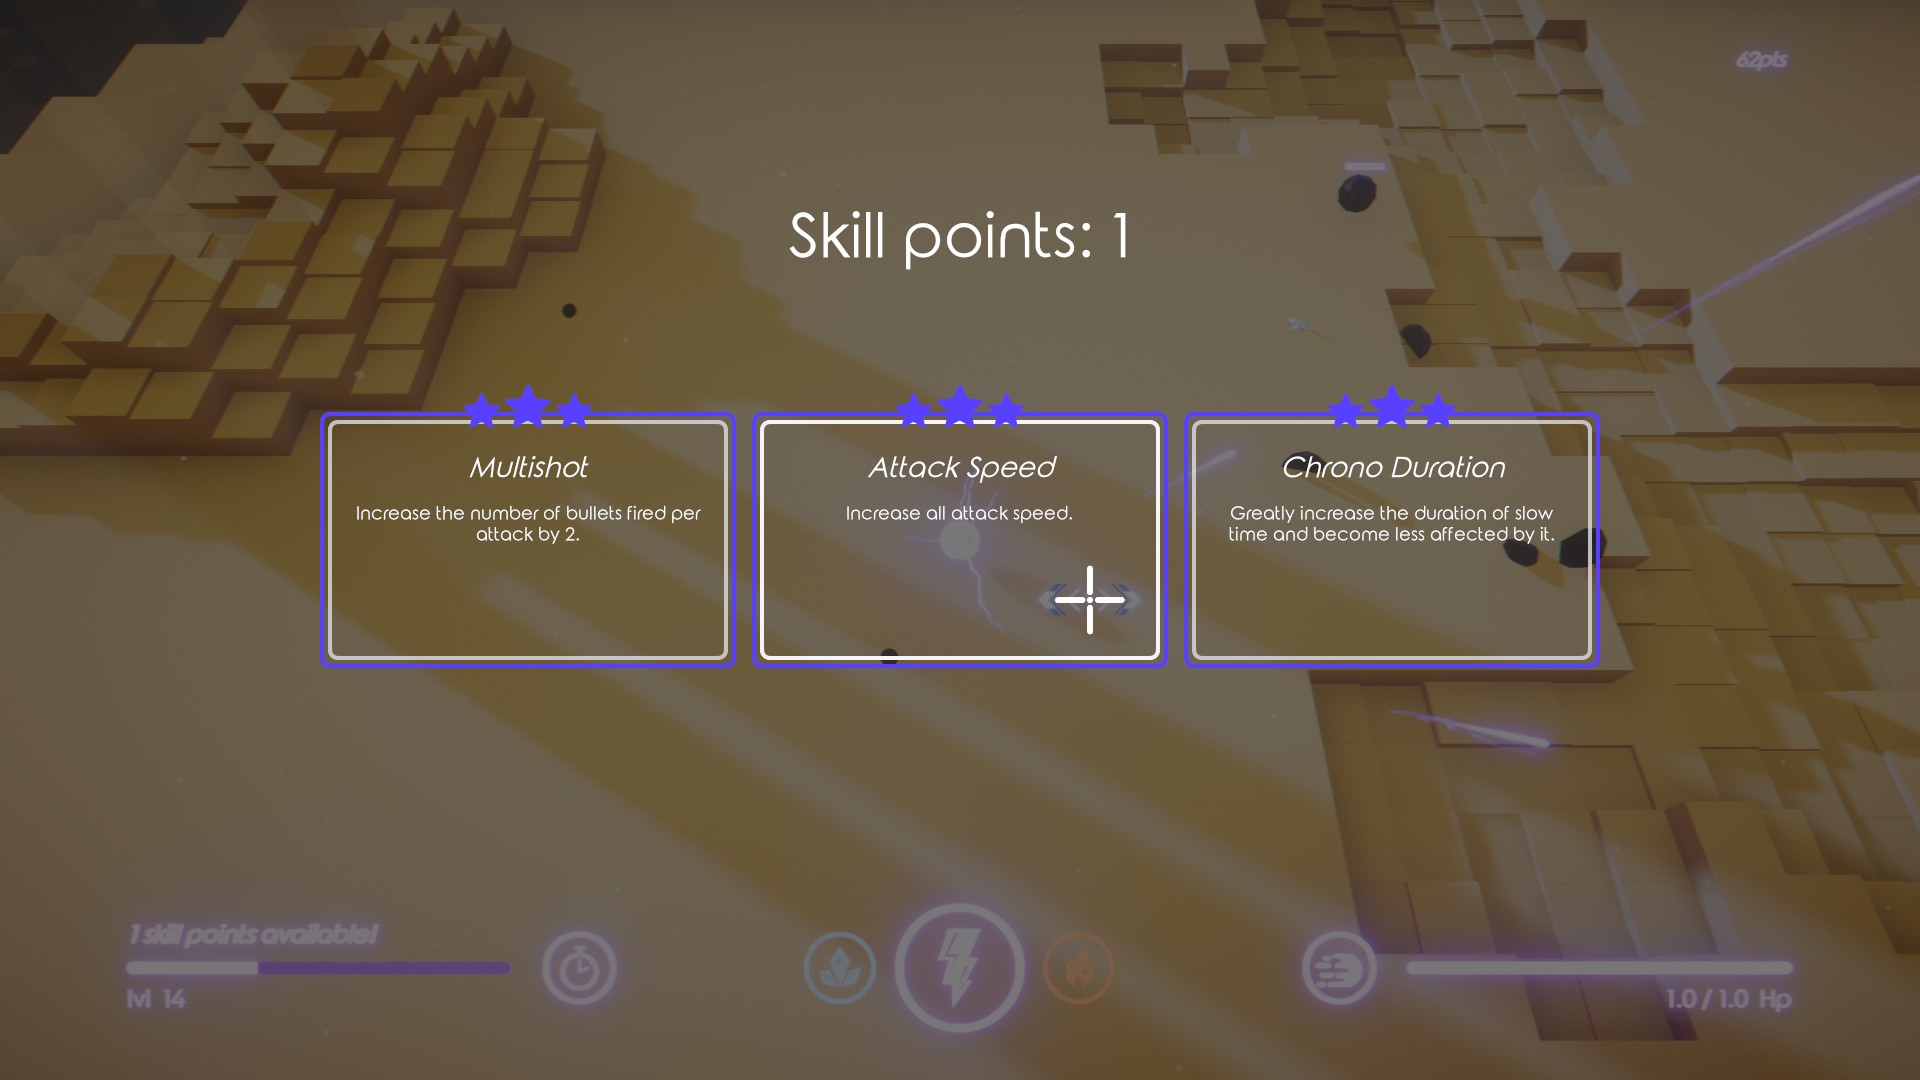 62pts
Skill points: 1
Multishot
Increase the number of bullets fired per
attack by 2.
Attack Speed
Increase all attack speed.
Chrono Duration
Greatly increase the duration of slow
time and become less affected by it.
1 skill points available!
lvl 14
1.0 / 1.0 Hp